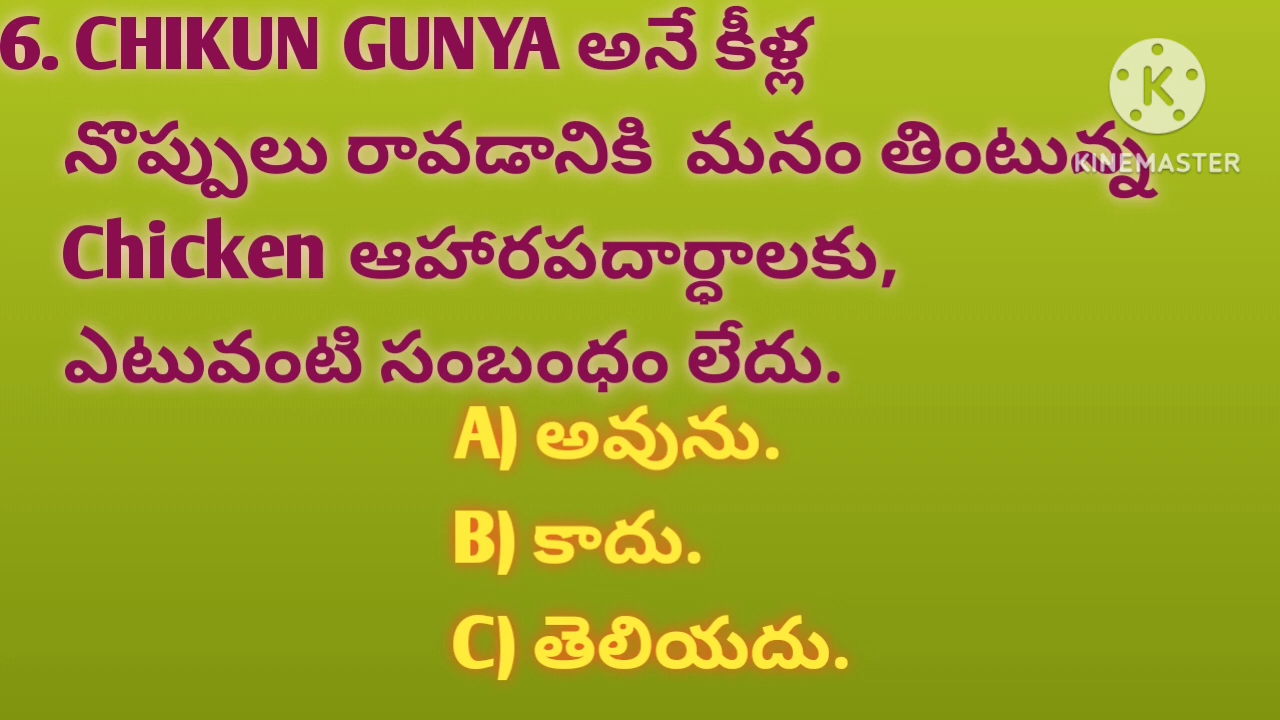 6. CHIKUN GUNYA అనే కీళ్ల
నొప్పులు రావడానికి మనం తింటున్న
Chicken ఆహారపదార్ధాలకు,
ఎటువంటి సంబంధం లేదు.
A) అవును.
B) కాదు.
C) తెలియదు.
K
KINEMASTER